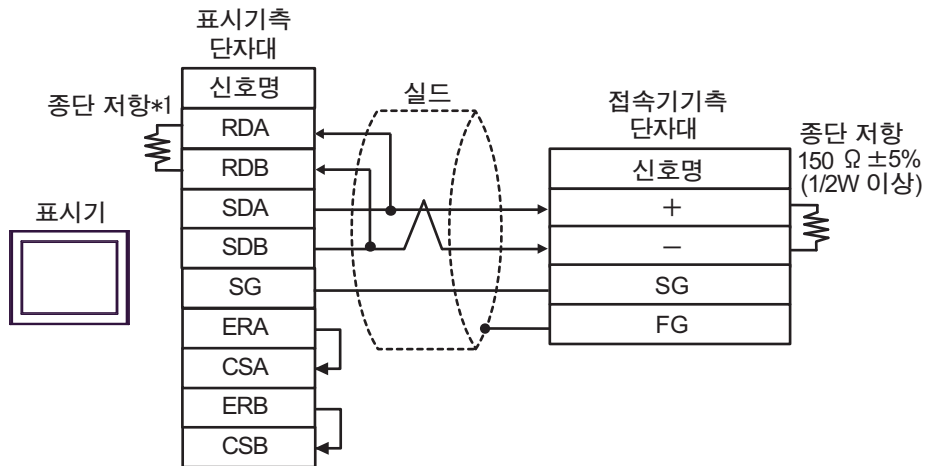 표시기측
단자대
신호명
종단 저항*1
RDA
RDB
SDA
SDB
SG
ERA
CSA
ERB
CSB
표시기
실드
접속기기측
단자대
신호명
+
−
SG
FG
종단 저항
150 Ω ±5%
(1/2W 이상)